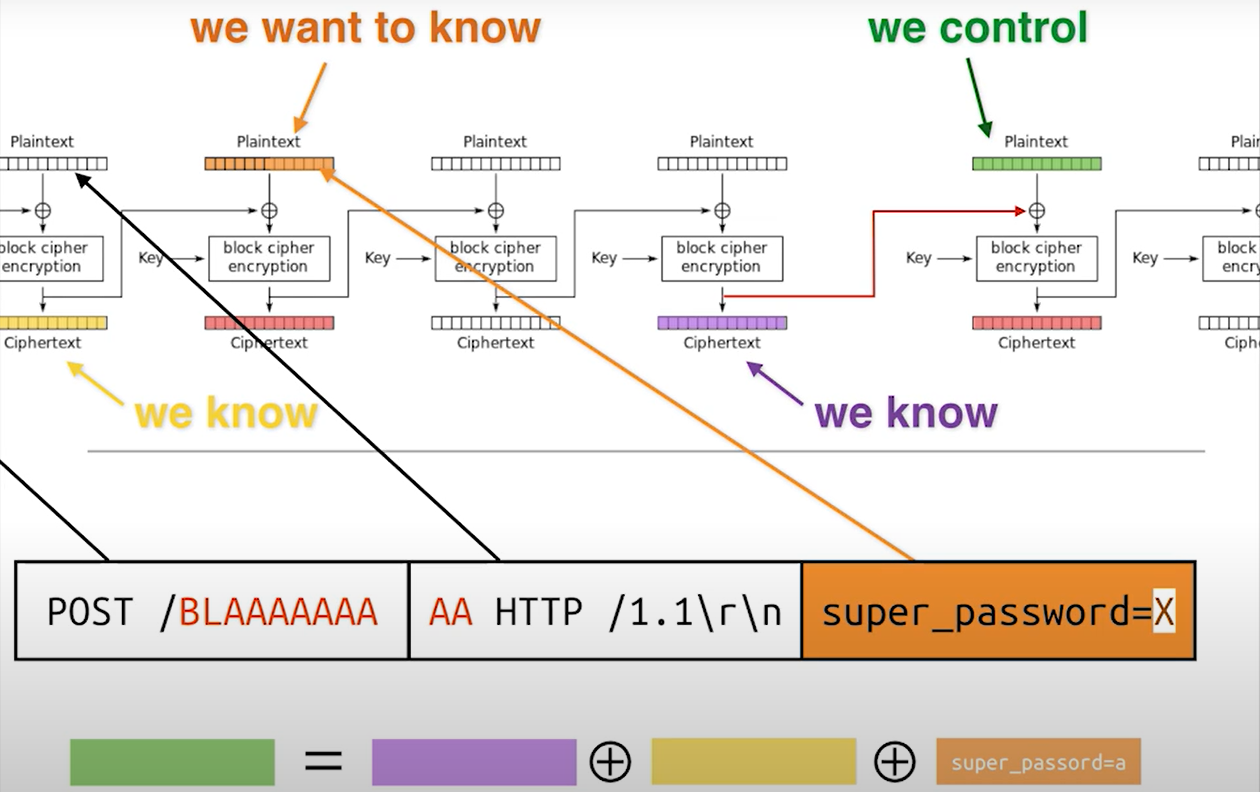 we want to know
we control
Plaintext
Plaintext
Plaintext
Plaintext
Plaintext
Plai
block cipher
encryption
Key
block cipher
encryption
Key
block cipher
encryption
Key
block cipher
encryption
Key
block cipher
encryption
Key
block
encry
Ciphertext
Ciphertext
Ciphertext
Ciphertext
Ciphertext
Ciph
we know
we know
POST /BLAAAAAAA
AA HTTP /1.1\r\n
super_password=X
= ⊕ ⊕ super_passord=a